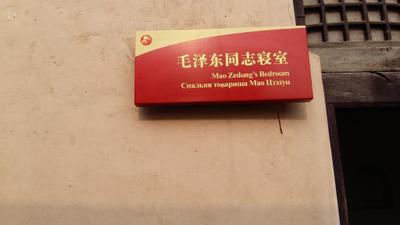 毛泽东同志寝室
Mao Zedong's Bedroom
Спальня товарища Мао Цзэдун